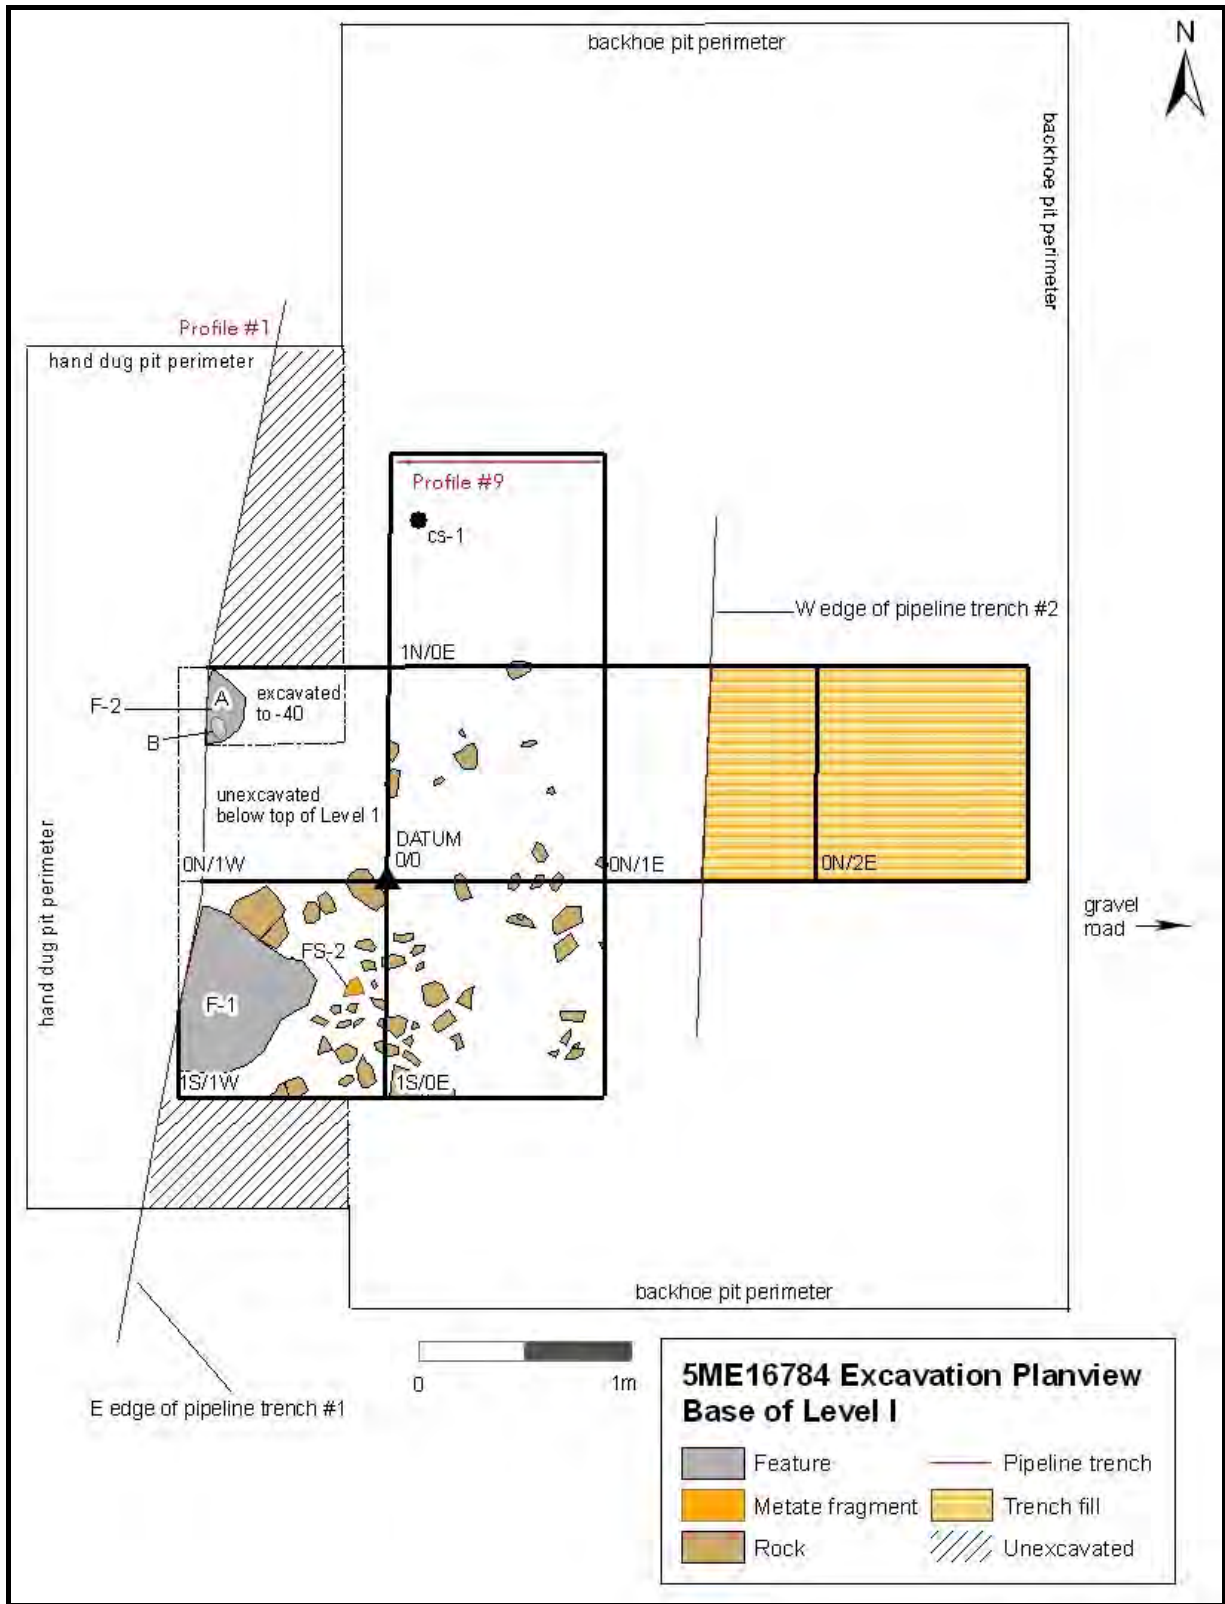 N
backhoe pit perimeter
backhoe pit perimeter
Profile #1
hand dug pit perimeter
Profile #9
cs-1
W edge of pipeline trench #2
1N/0E
F-2
A
excavated
to -40
B
unexcavated
below top of Level 1
DATUM
0/0
0N/1W
0N/1E
0N/2E
hand dug pit perimeter
gravel
road
FS-2
F-1
1S/1W
1S/0E
backhoe pit perimeter
0
1m
E edge of pipeline trench #1
5ME16784 Excavation Planview
Base of Level I
Feature
Pipeline trench
Metate fragment
Trench fill
Rock
Unexcavated